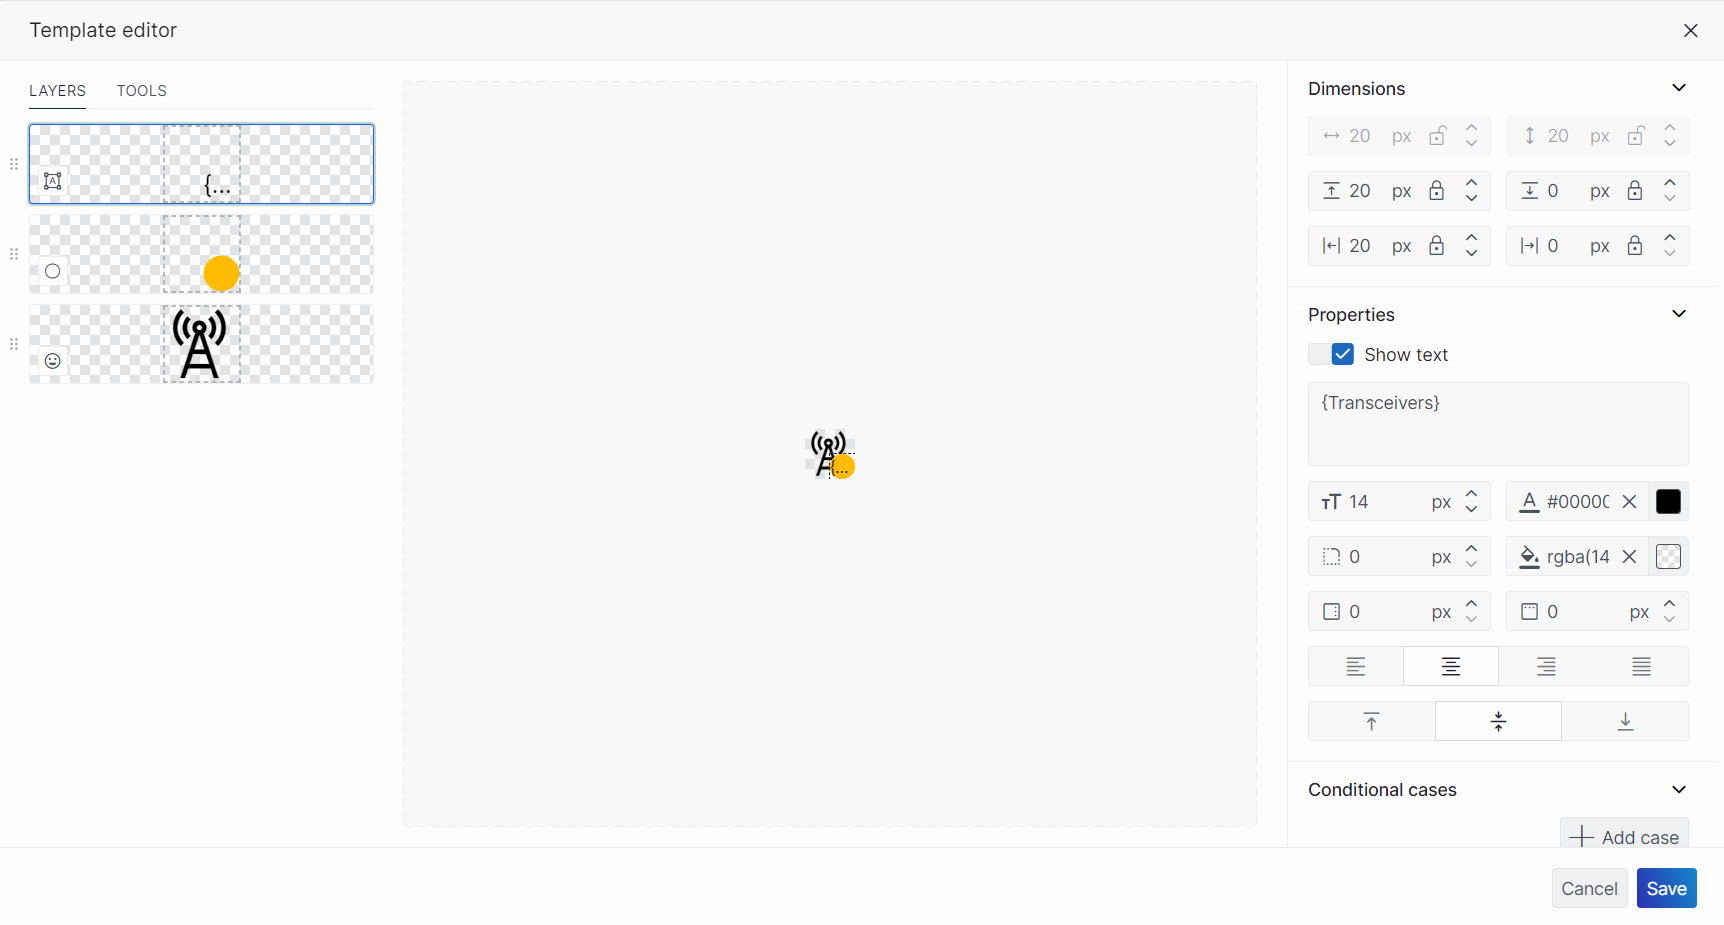 Template editor
LAYERS TOOLS
{...
{...
Dimensions
20 px 20 px
20 px 0 px
20 px 0 px
Properties
Show text
{Transceivers}
14 px #0000
0 px rgba(14
0 px 0 px
Conditional cases
Add case
Cancel Save